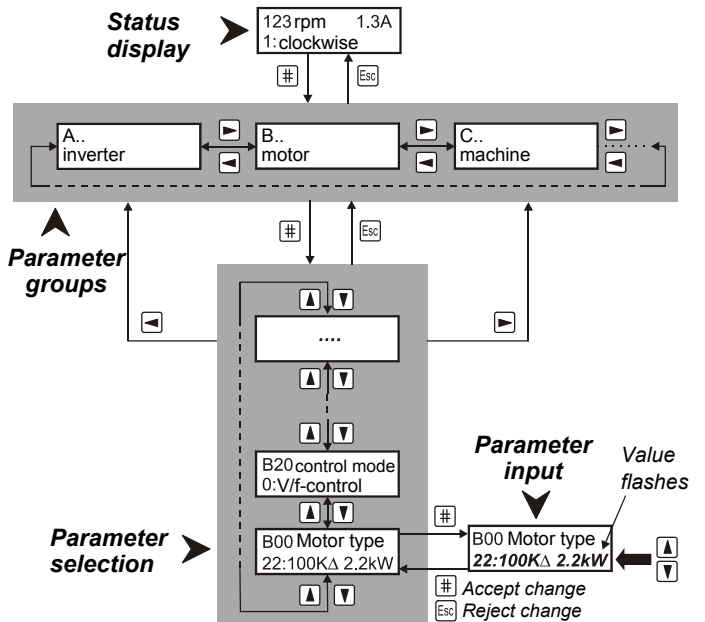 Status
display
123 rpm 1.3A
1:clockwise
# Esc
A..
inverter
B..
motor
C..
machine
Parameter
groups
# Esc
....
B20 control mode
0:V/f-control
Parameter
selection
B00 Motor type
22:100K∆ 2.2kW
Parameter
input
Value
flashes
#
B00 Motor type
22:100K∆ 2.2kW
# Accept change
Esc Reject change